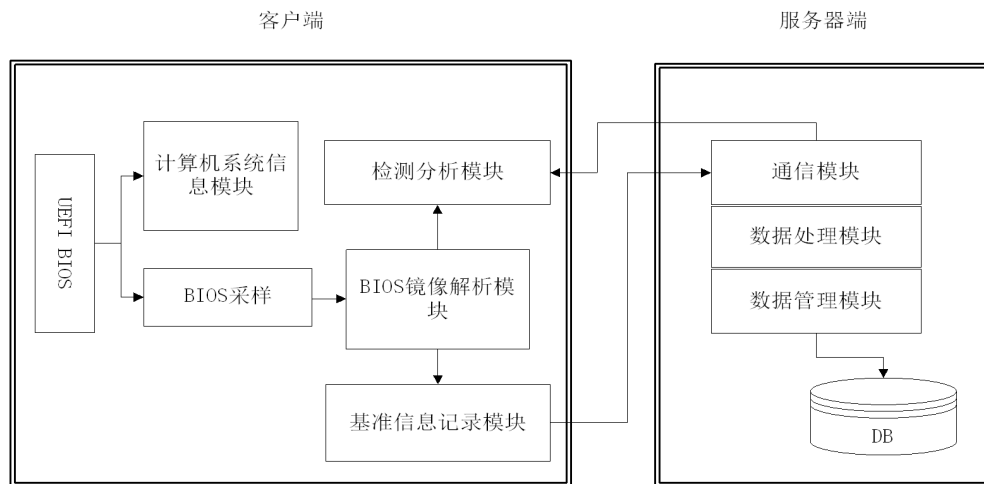 客户端
服务器端
UEFI BIOS
计算机系统信
息模块
检测分析模块
通信模块
数据处理模块
BIOS采样
BIOS镜像解析模
块
数据管理模块
基准信息记录模块
DB